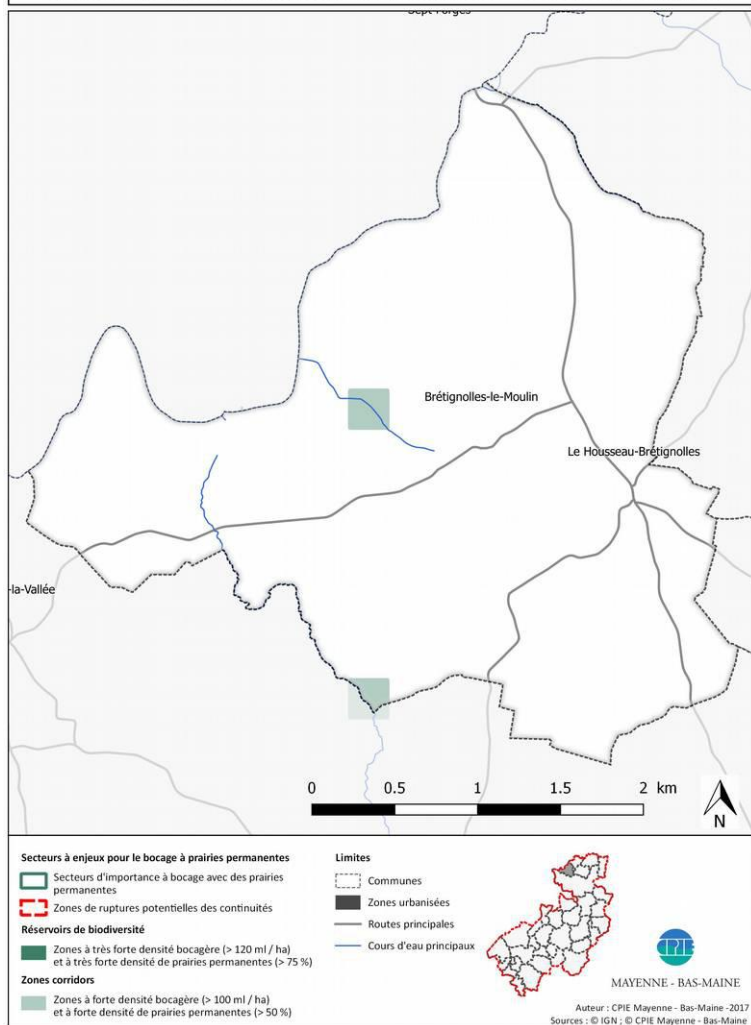 Sept-Forges
Brétignolles-le-Moulin
Le Housseau-Brétignolles
-la-Vallée
0 0.5 1 1.5 2 km
N
Secteurs à enjeux pour le bocage à prairies permanentes
Secteurs d'importance à bocage avec des prairies
permanentes
Zones de ruptures potentielles des continuités
Réservoirs de biodiversité
Zones à très forte densité bocagère (> 120 ml / ha)
et à très forte densité de prairies permanentes (> 75 %)
Zones corridors
Zones à forte densité bocagère (> 100 ml / ha)
et à forte densité de prairies permanentes (> 50 %)
Limites
Communes
Zones urbanisées
Routes principales
Cours d'eau principaux
CPIE
MAYENNE - BAS-MAINE
Auteur : CPIE Mayenne - Bas-Maine -2017
Sources : © IGN ; © CPIE Mayenne - Bas-Maine